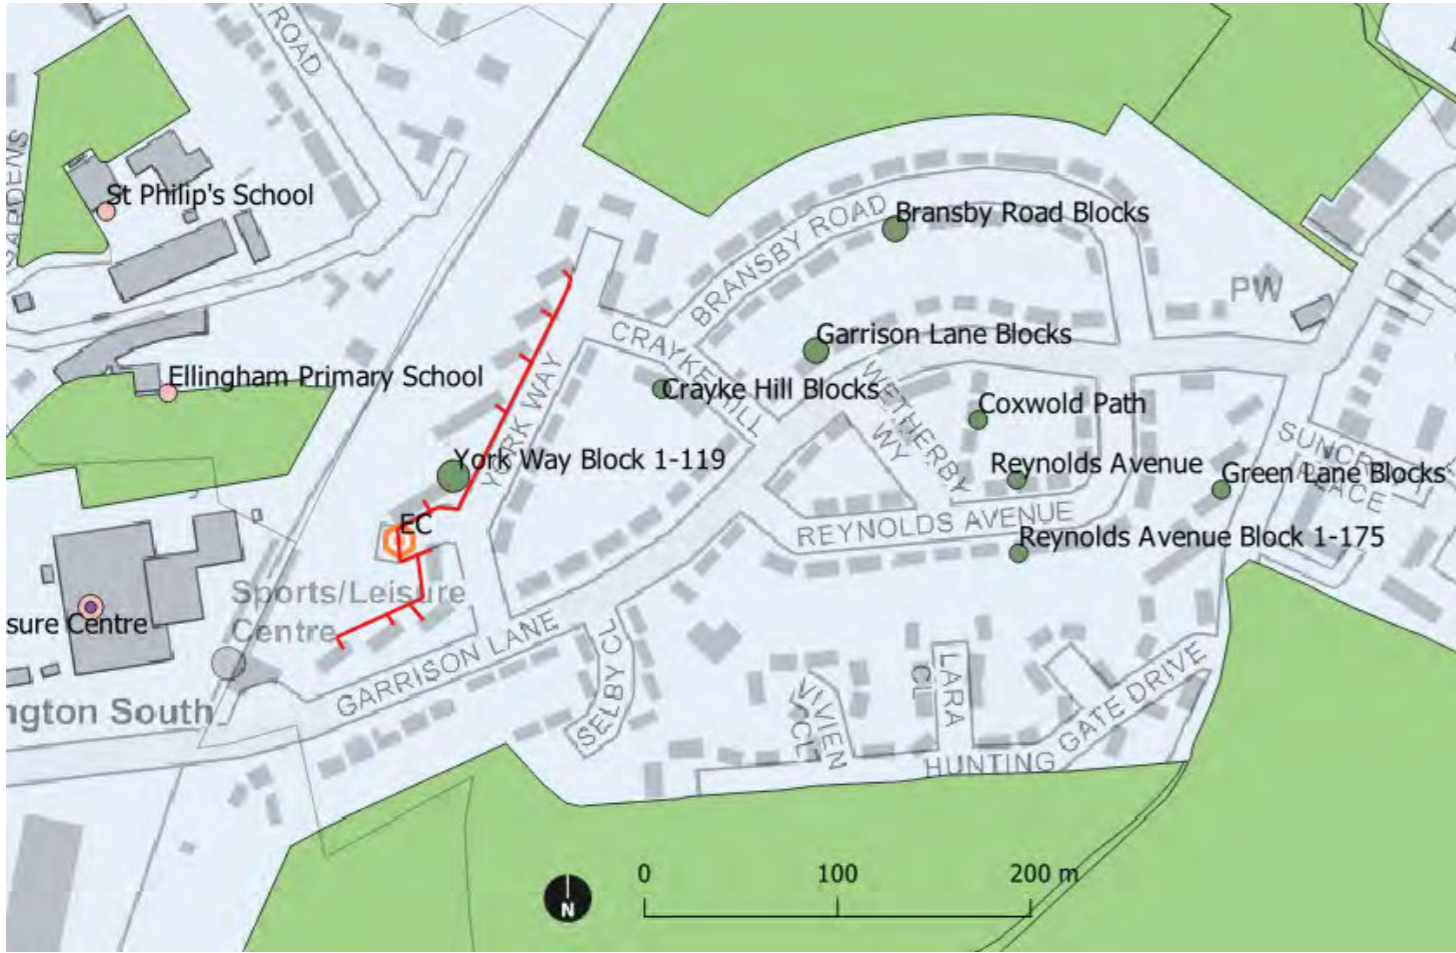 ROAD
GARDENS
St Philip's School
BRANSBY ROAD
Bransby Road Blocks
PW
CRAYKE HILL
Garrison Lane Blocks
Ellingham Primary School
Crayke Hill Blocks
YORK WAY
WETHERBY
WY
Coxwold Path
York Way Block 1-119
Reynolds Avenue
Green Lane Blocks
SUNCROFT
PLACE
EC
REYNOLDS AVENUE
Reynolds Avenue Block 1-175
Sports/Leisure
Centre
sure Centre
GARRISON LANE
SELBY CL
VIVIEN
CL
LARA
CL
ngton South
HUNTING GATE DRIVE
0 100 200 m
N